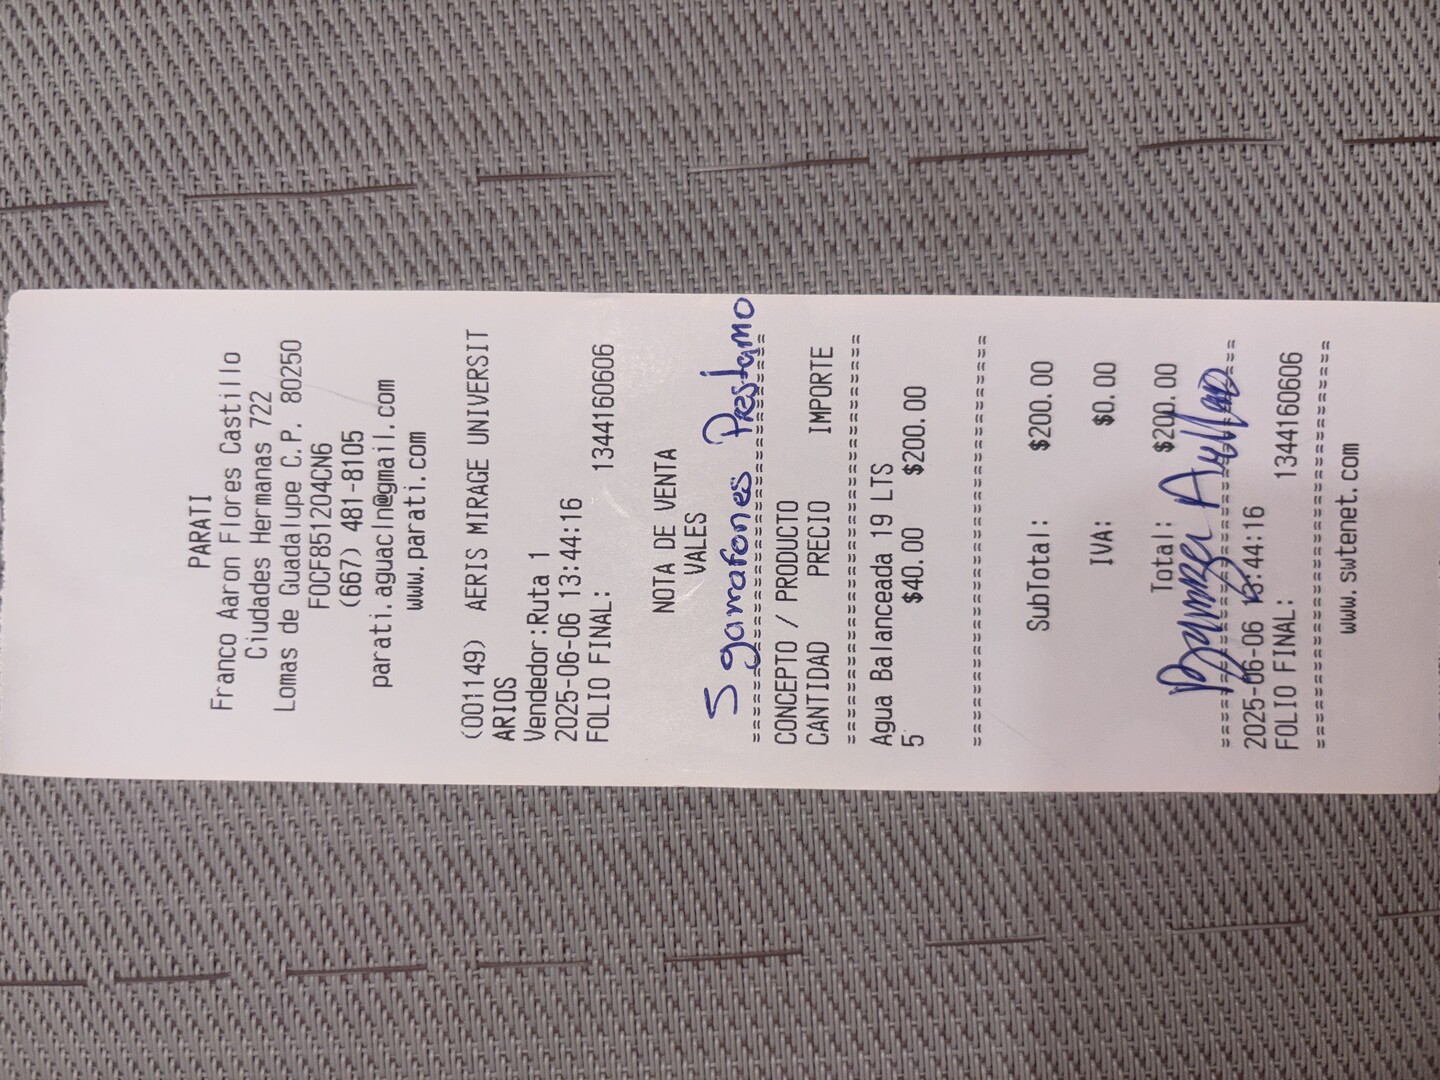 PARATI
Franco Aaron Flores Castillo
Ciudades Hermanas 722
Lomas de Guadalupe C.P. 80250
FOCF851204CN6
(667) 481-8105
parati.aguacln@gmail.com
www.parati.com
(001149) AERIS MIRAGE UNIVERSIT
ARIOS
Vendedor:Ruta 1
2025-06-06 13:44:16
FOLIO FINAL: 1344160606
NOTA DE VENTA
VALES
5 garrafones Prestamo
===========================================
CONCEPTO / PRODUCTO
CANTIDAD PRECIO IMPORTE
===========================================
Agua Balanceada 19 LTS
5 $40.00 $200.00
===========================================
SubTotal: $200.00
IVA: $0.00
Total: $200.00
===========================================
2025-06-06 13:44:16
FOLIO FINAL: 1344160606
===========================================
www.swtenet.com